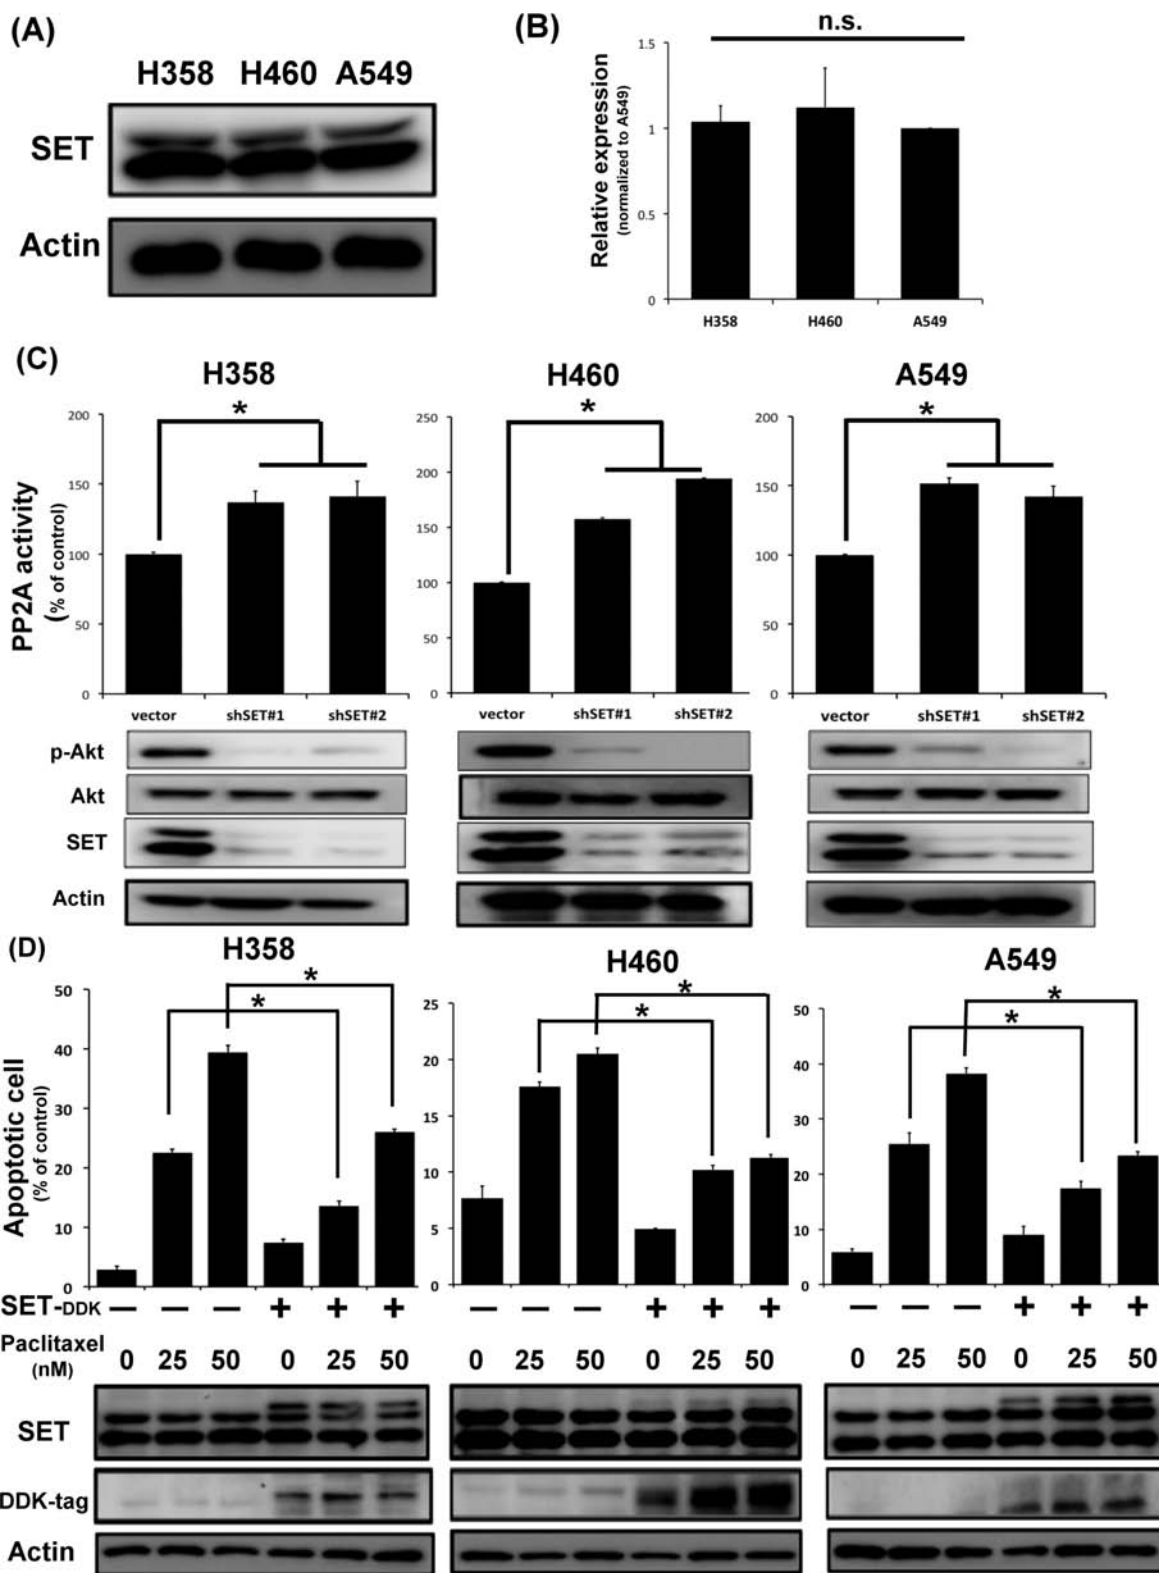 (A)
H358 H460 A549
SET
Actin
(B)
n.s.
Relative expression
(normalized to A549)
1.5
1
0.5
0
H358 H460 A549
(C)
H358
PP2A activity
(% of control)
200
150
100
50
0
*
vector shSET#1 shSET#2
H460
250
200
150
100
50
0
*
vector shSET#1 shSET#2
A549
200
150
100
50
0
*
vector shSET#1 shSET#2
p-Akt
Akt
SET
Actin
(D)
H358
Apoptotic cell
(% of control)
50
40
30
20
10
0
*
*
H460
25
20
15
10
5
0
*
*
A549
50
40
30
20
10
0
*
*
SET-DDK — — — + + + — — — + + + — — — + + +
Paclitaxel
(nM)
0 25 50 0 25 50 0 25 50 0 25 50 0 25 50 0 25 50
SET
DDK-tag
Actin